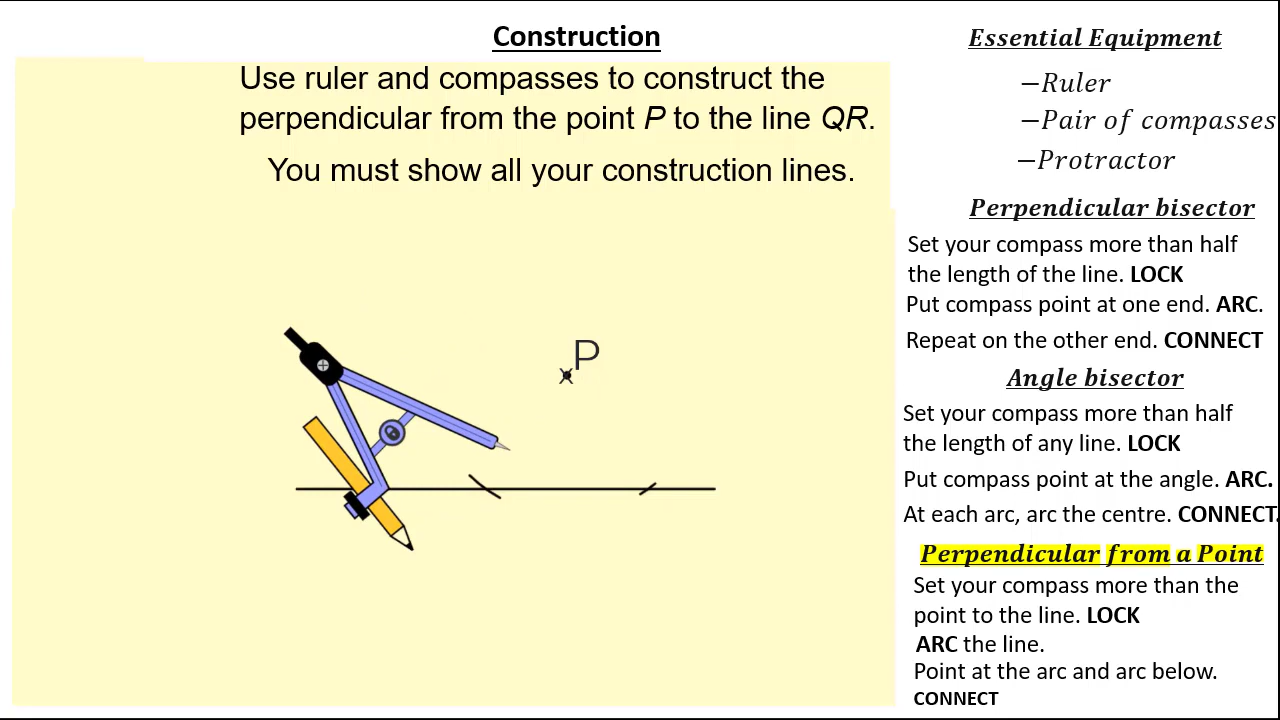 Construction
Use ruler and compasses to construct the
perpendicular from the point P to the line QR.
You must show all your construction lines.
P
Essential Equipment
−Ruler
−Pair of compasses
−Protractor
Perpendicular bisector
Set your compass more than half
the length of the line. LOCK
Put compass point at one end. ARC.
Repeat on the other end. CONNECT
Angle bisector
Set your compass more than half
the length of any line. LOCK
Put compass point at the angle. ARC.
At each arc, arc the centre. CONNECT.
Perpendicular from a Point
Set your compass more than the
point to the line. LOCK
ARC the line.
Point at the arc and arc below.
CONNECT